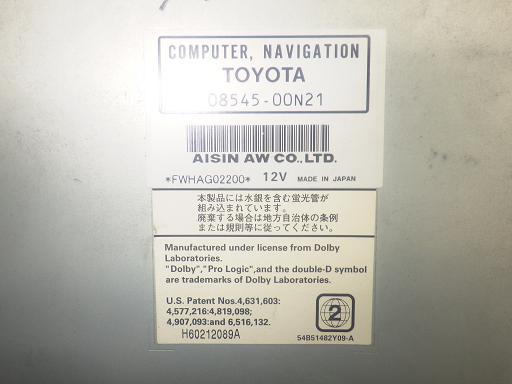 COMPUTER, NAVIGATION
TOYOTA
08545-00N21
AISIN AW CO.,LTD.
*FWHAG02200* 12V MADE IN JAPAN
本製品には水銀を含む蛍光管が
組み込まれています。
廃棄する場合は地方自治体の条例
または規則等に従ってください。
Manufactured under license from Dolby
Laboratories.
"Dolby","Pro Logic",and the double-D symbol
are trademarks of Dolby Laboratories.
U.S. Patent Nos.4,631,603:
4,577,216:4,819,098;
4,907,093:and 6,516,132.
H60212089A
2
54B51482Y09-A